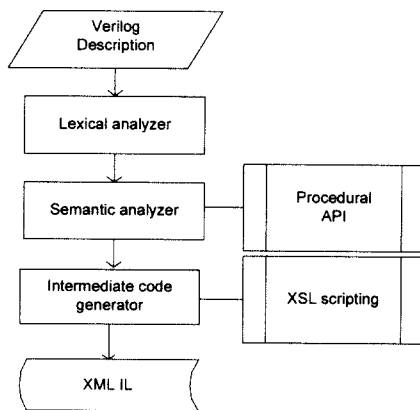 Verilog
Description
Lexical analyzer
Semantic analyzer
Procedural
API
Intermediate code
generator
XSL scripting
XML IL